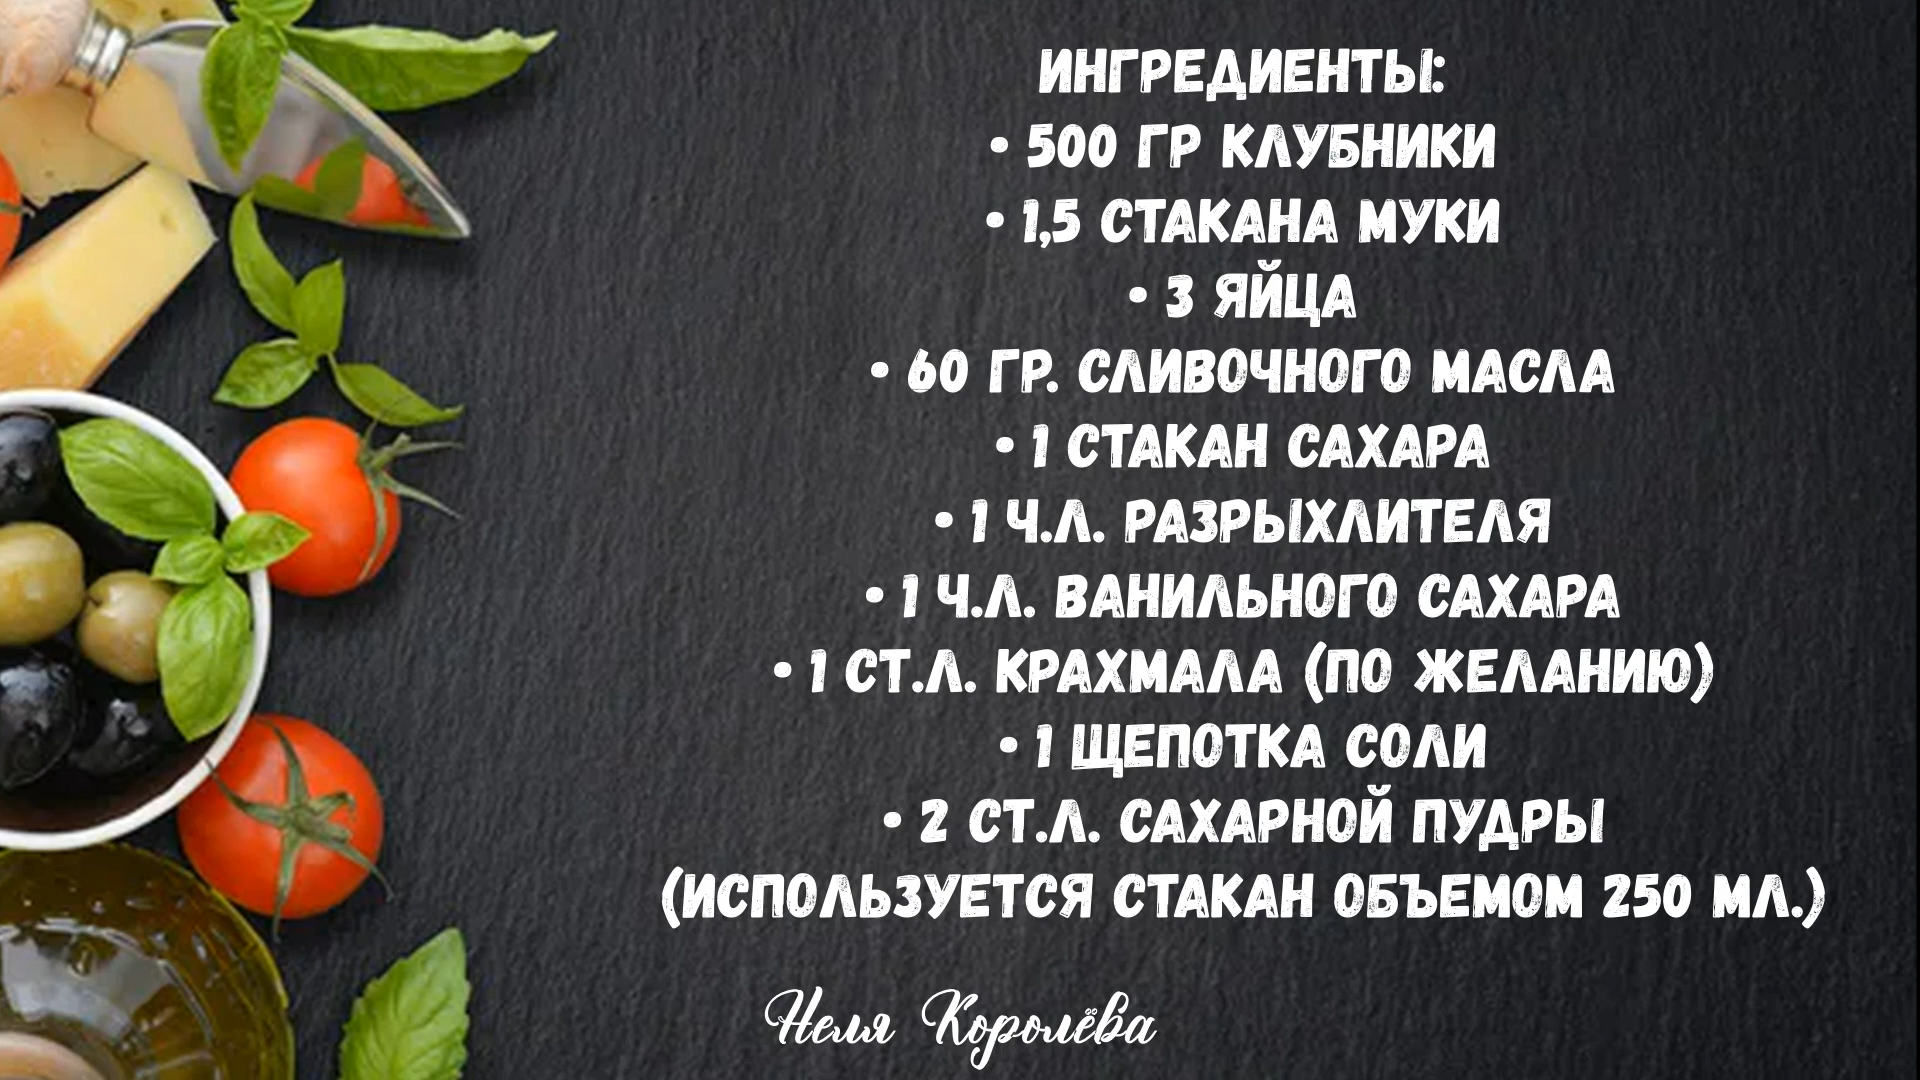 ИНГРЕДИЕНТЫ:
• 500 ГР КЛУБНИКИ
• 1,5 СТАКАНА МУКИ
• 3 ЯЙЦА
• 60 ГР. СЛИВОЧНОГО МАСЛА
• 1 СТАКАН САХАРА
• 1 Ч.Л. РАЗРЫХЛИТЕЛЯ
• 1 Ч.Л. ВАНИЛЬНОГО САХАРА
• 1 СТ.Л. КРАХМАЛА (ПО ЖЕЛАНИЮ)
• 1 ЩЕПОТКА СОЛИ
• 2 СТ.Л. САХАРНОЙ ПУДРЫ
(ИСПОЛЬЗУЕТСЯ СТАКАН ОБЪЕМОМ 250 МЛ.)
Неля Королёва